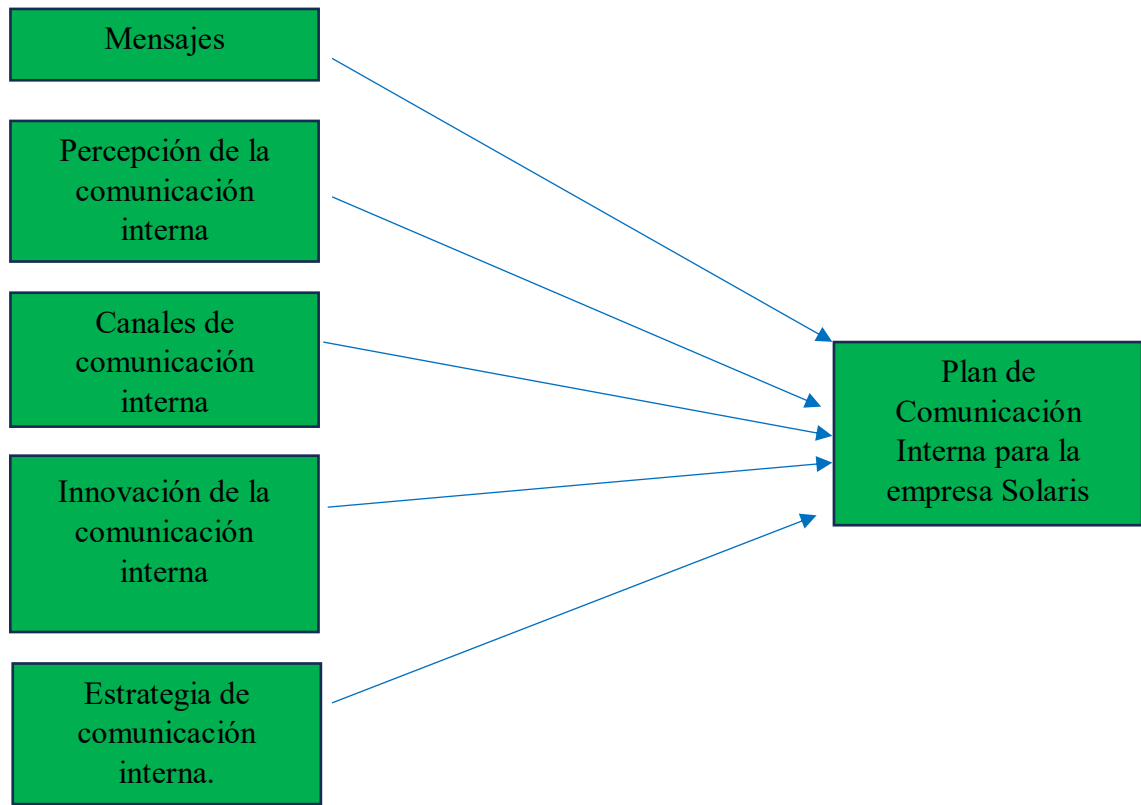 Mensajes
Percepción de la
comunicación
interna
Canales de
comunicación
interna
Innovación de la
comunicación
interna
Estrategia de
comunicación
interna.
Plan de
Comunicación
Interna para la
empresa Solaris